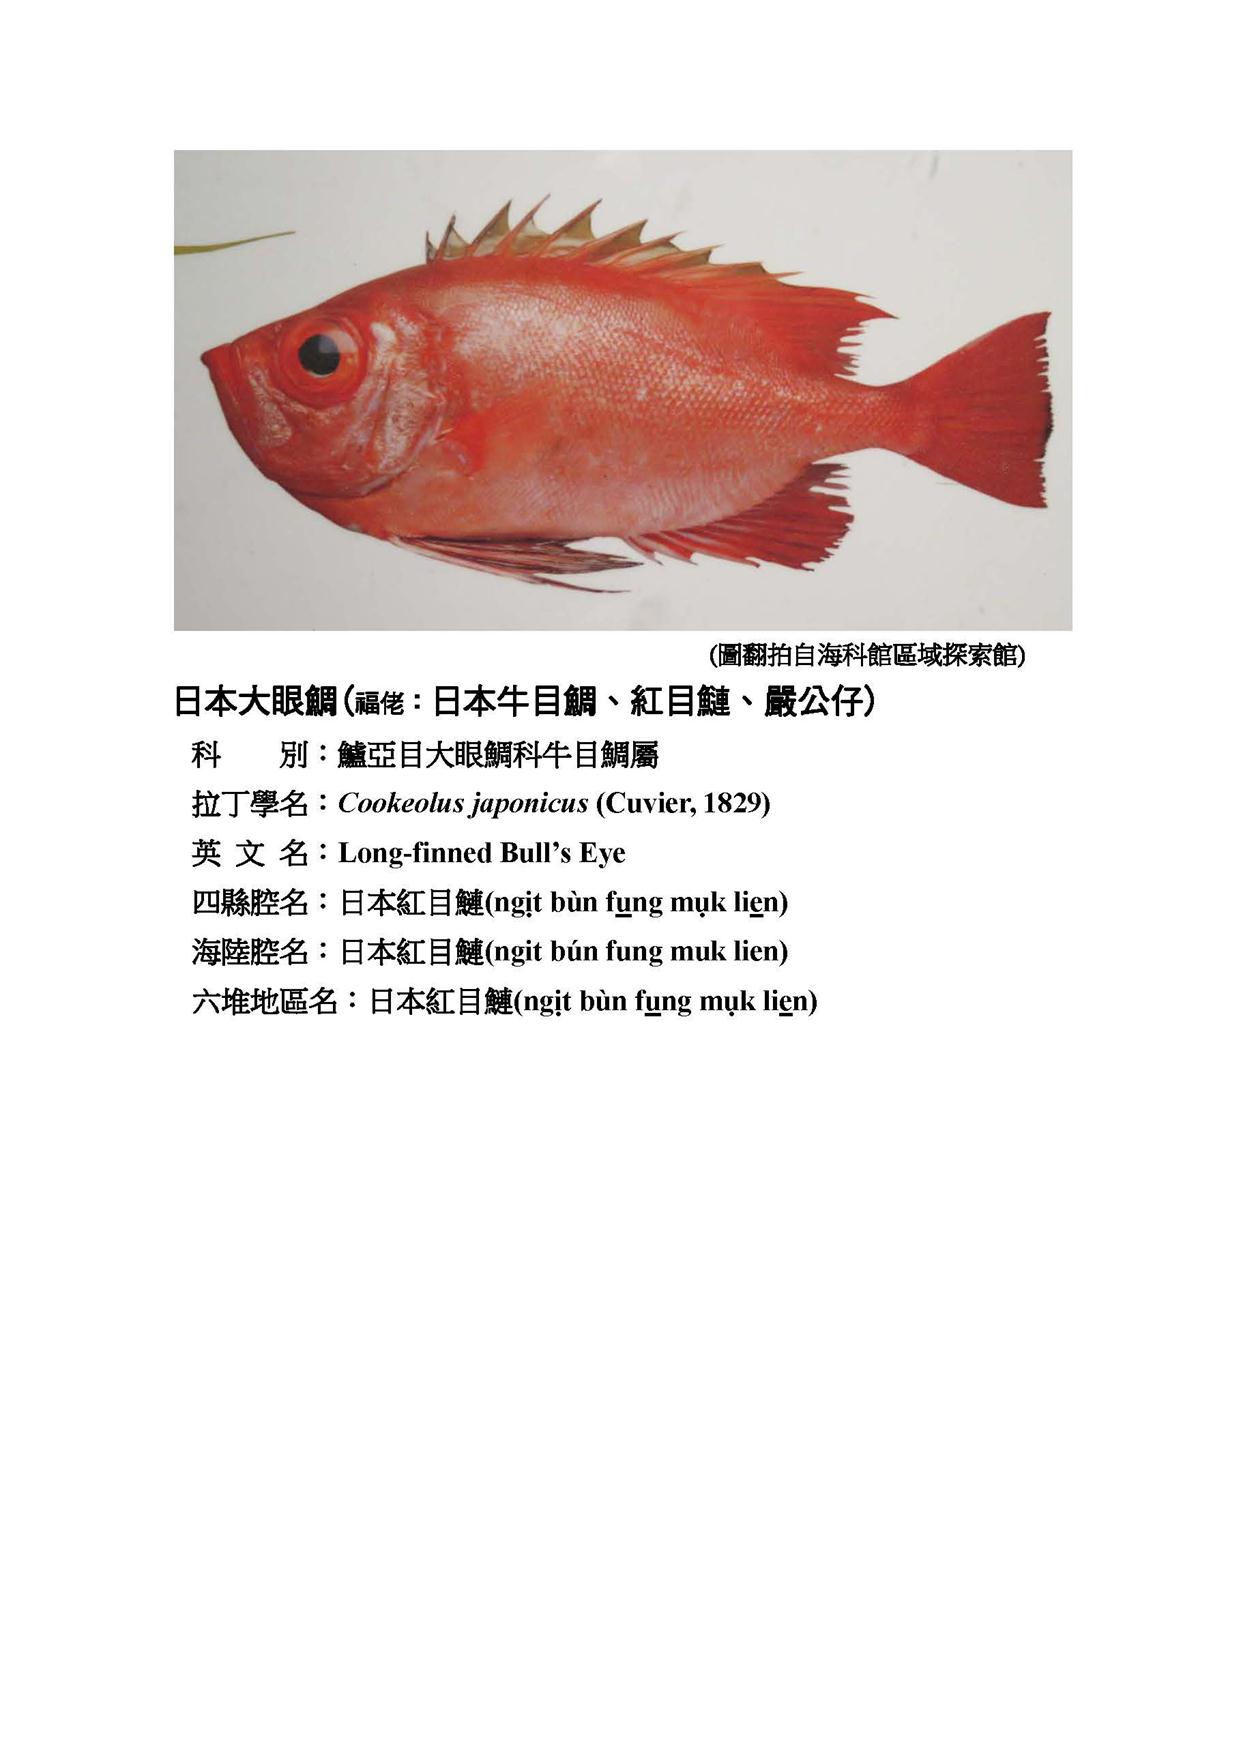 (圖翻拍自海科館區域探索館)
日本大眼鯛(福佬：日本牛目鯛、紅目鰱、嚴公仔)
科　　別：鱸亞目大眼鯛科牛目鯛屬
拉丁學名：Cookeolus japonicus (Cuvier, 1829)
英 文 名：Long-finned Bull’s Eye
四縣腔名：日本紅目鰱(ngịt bùn fu̲ng mụk lie̲n)
海陸腔名：日本紅目鰱(ngit bún fung muk lien)
六堆地區名：日本紅目鰱(ngịt bùn fu̲ng mụk lie̲n)